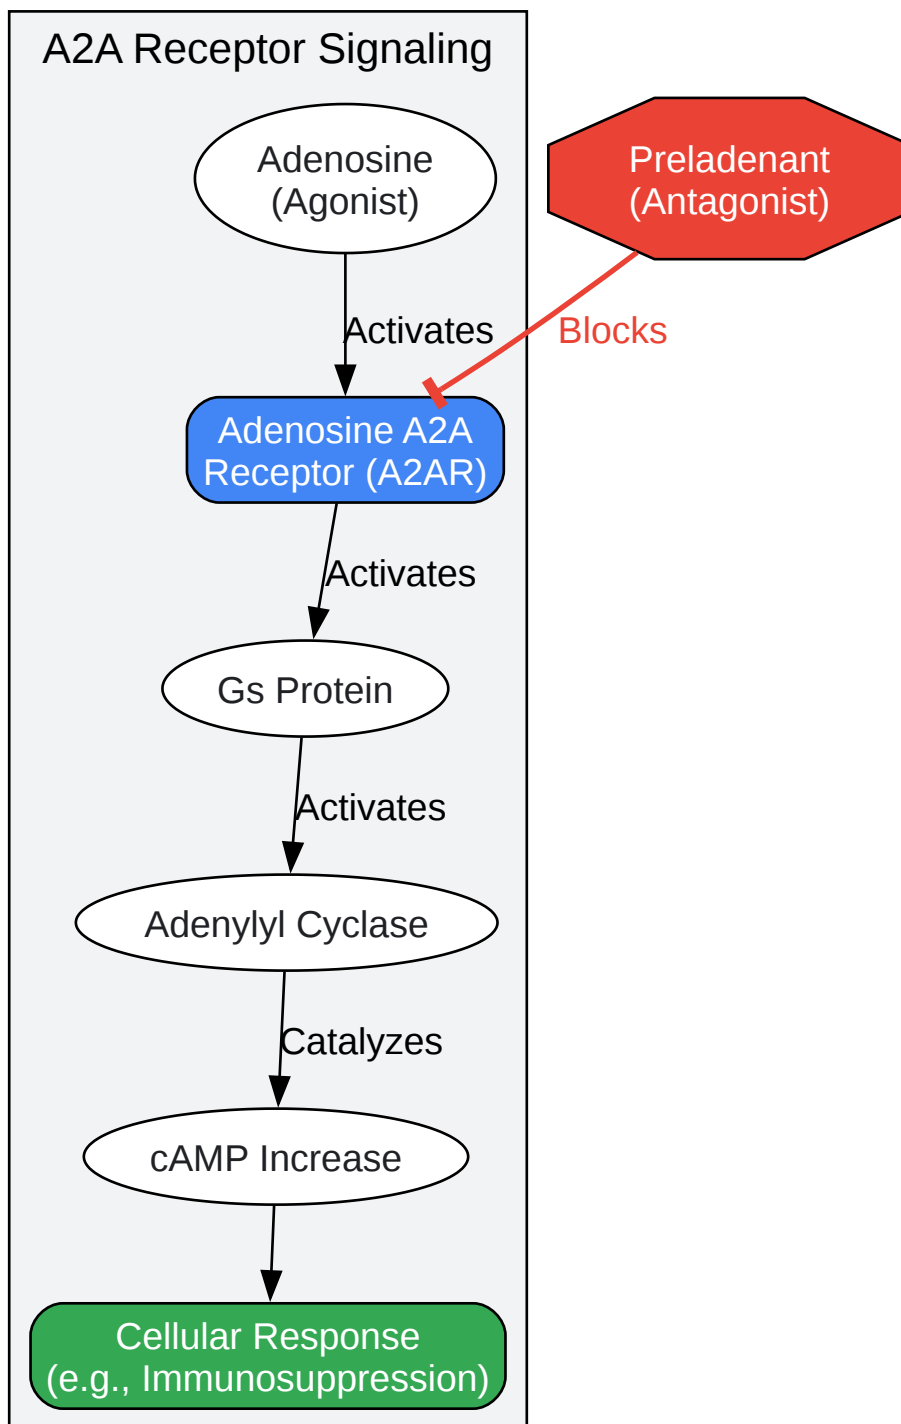 A2A Receptor Signaling
Adenosine
(Agonist)
Preladenant
(Antagonist)
Activates
Blocks
Adenosine A2A
Receptor (A2AR)
Activates
Gs Protein
Activates
Adenylyl Cyclase
Catalyzes
cAMP Increase
Cellular Response
(e.g., Immunosuppression)